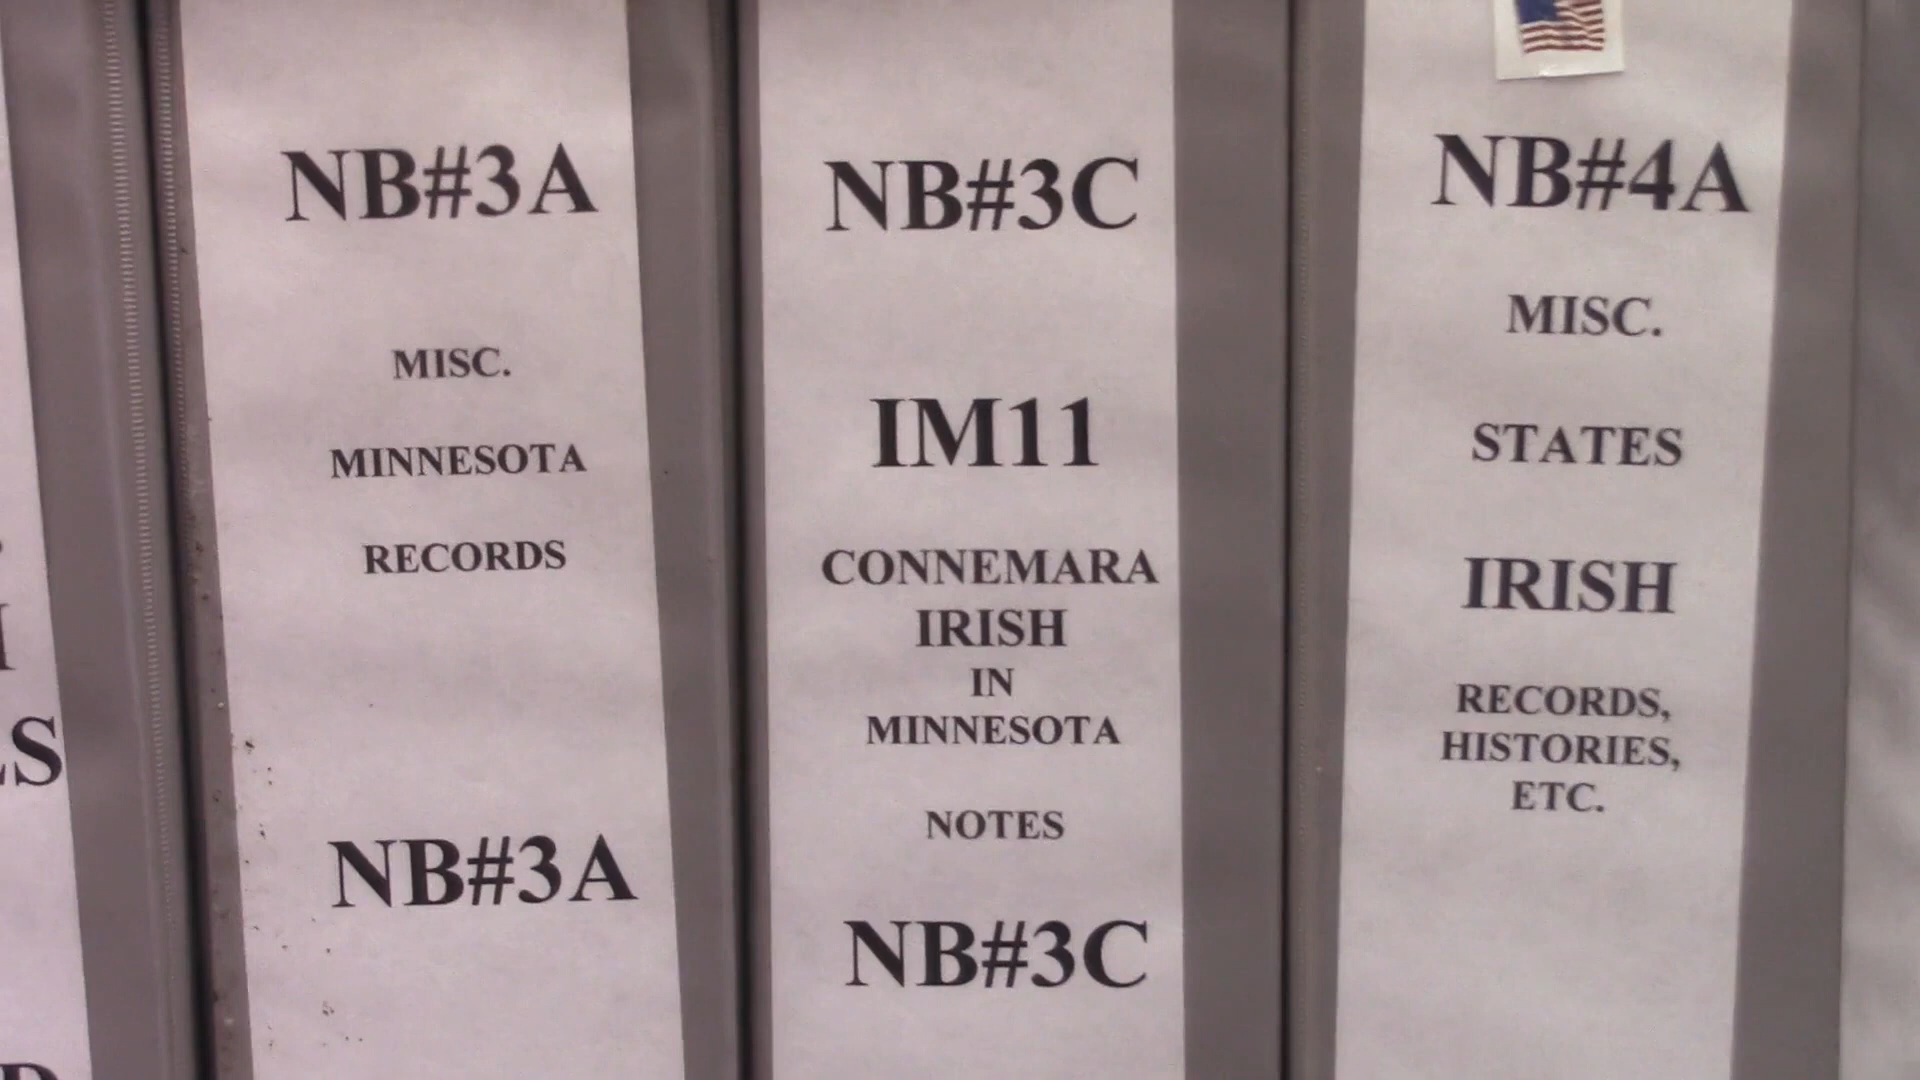 NB#3A
MISC.
MINNESOTA
RECORDS
NB#3A
NB#3C
IM11
CONNEMARA
IRISH
IN
MINNESOTA
NOTES
NB#3C
NB#4A
MISC.
STATES
IRISH
RECORDS,
HISTORIES,
ETC.